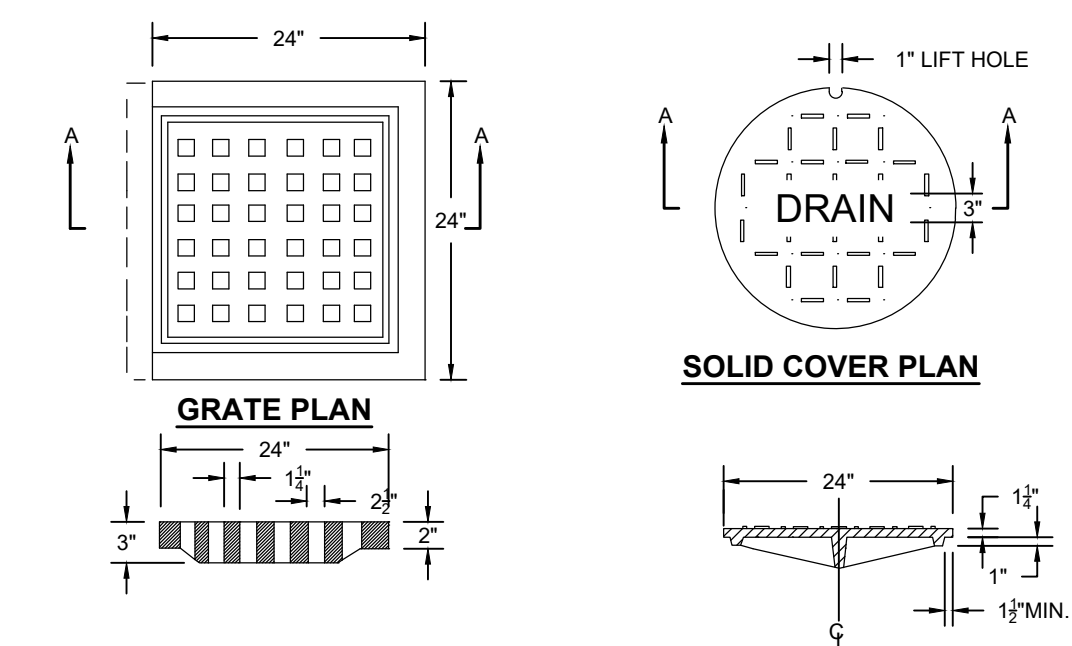 24"
1" LIFT HOLE
A
A
A
A
24"
DRAIN
3"
SOLID COVER PLAN
GRATE PLAN
24"
1¼"
2½"
3"
2"
24"
1¼"
1"
1½"MIN.
℄